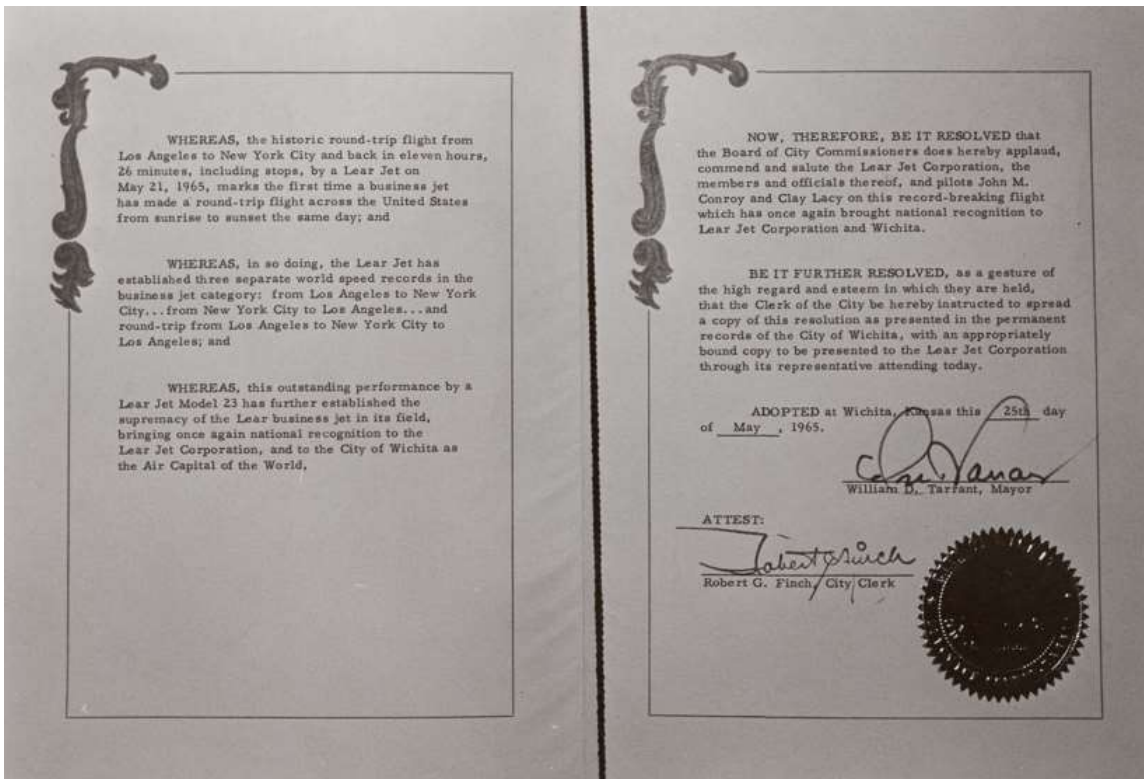 WHEREAS, the historic round-trip flight from
Los Angeles to New York City and back in eleven hours,
26 minutes, including stops, by a Lear Jet on
May 21, 1965, marks the first time a business jet
has made a round-trip flight across the United States
from sunrise to sunset the same day; and
WHEREAS, in so doing, the Lear Jet has
established three separate world speed records in the
business jet category: from Los Angeles to New York
City...from New York City to Los Angeles...and
round-trip from Los Angeles to New York City to
Los Angeles; and
WHEREAS, this outstanding performance by a
Lear Jet Model 23 has further established the
supremacy of the Lear business jet in its field,
bringing once again national recognition to the
Lear Jet Corporation, and to the City of Wichita as
the Air Capital of the World,
NOW, THEREFORE, BE IT RESOLVED that
the Board of City Commissioners does hereby applaud,
commend and salute the Lear Jet Corporation, the
members and officials thereof, and pilots John M.
Conroy and Clay Lacy on this record-breaking flight
which has once again brought national recognition to
Lear Jet Corporation and Wichita.
BE IT FURTHER RESOLVED, as a gesture of
the high regard and esteem in which they are held,
that the Clerk of the City be hereby instructed to spread
a copy of this resolution as presented in the permanent
records of the City of Wichita, with an appropriately
bound copy to be presented to the Lear Jet Corporation
through its representative attending today.
ADOPTED at Wichita, Kansas this 25th day
of May, 1965.
William D. Tarrant, Mayor
ATTEST:
Robert G Finch
Robert G. Finch, City Clerk